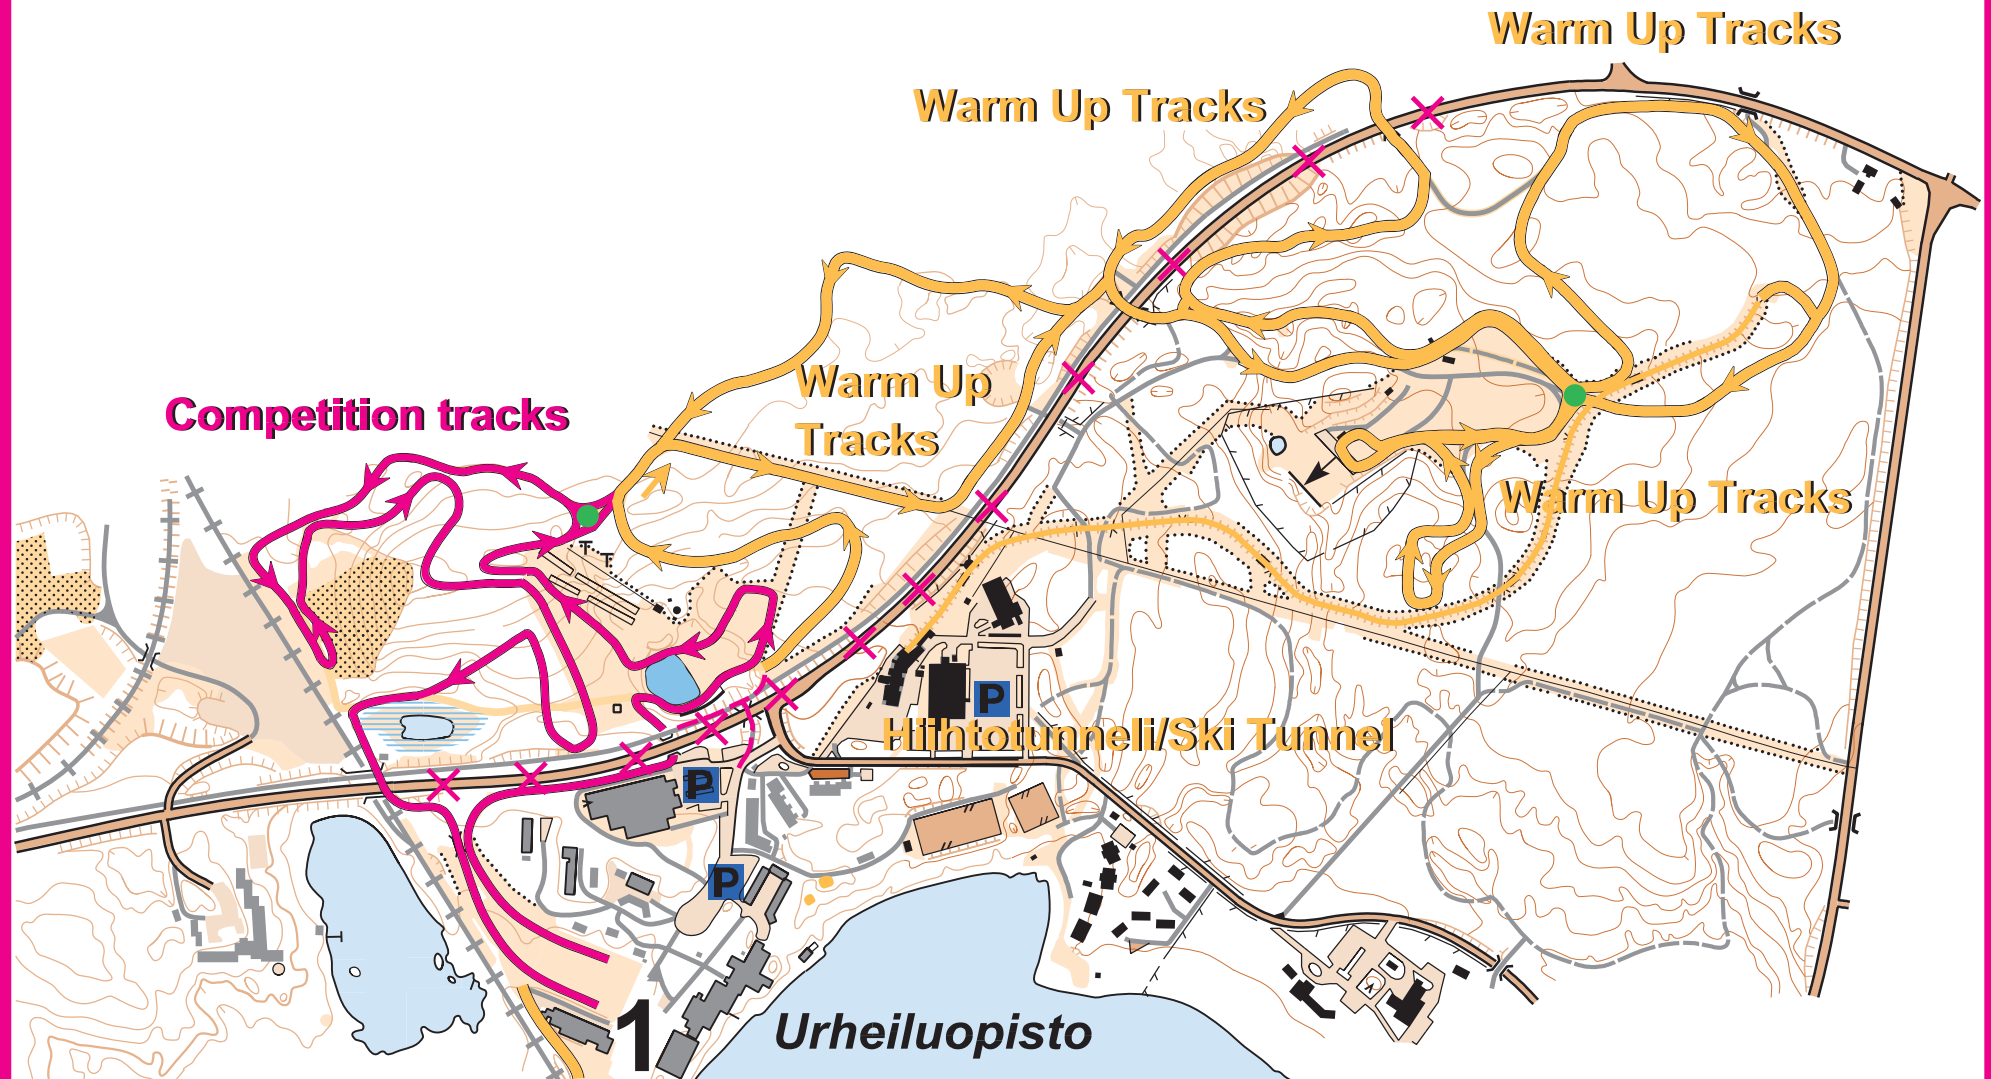 Warm Up Tracks
Warm Up Tracks
Warm Up
Tracks
Competition tracks
Warm Up Tracks
P
Hiihtotunneli/Ski Tunnel
P
P
1
Urheiluopisto